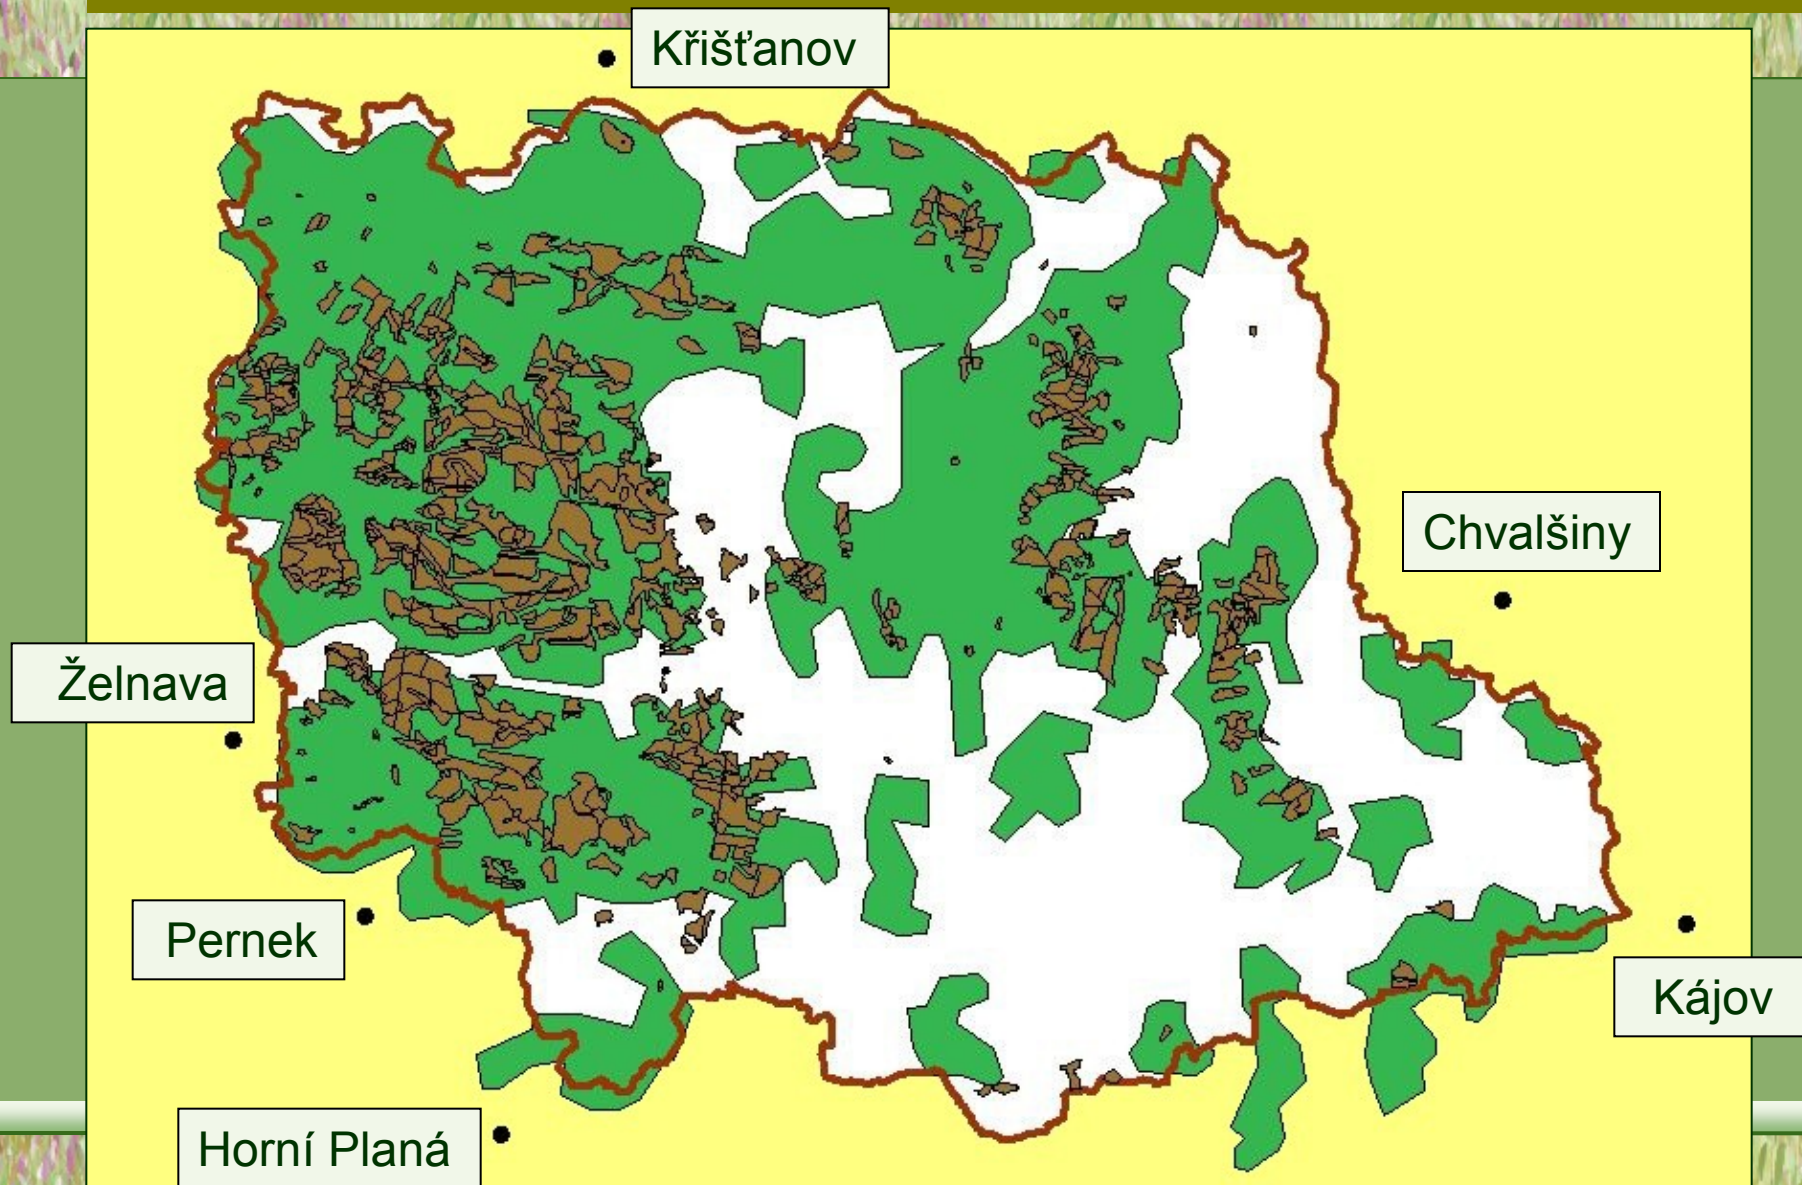 Křišťanov
Chvalšiny
Želnava
Pernek
Kájov
Horní Planá